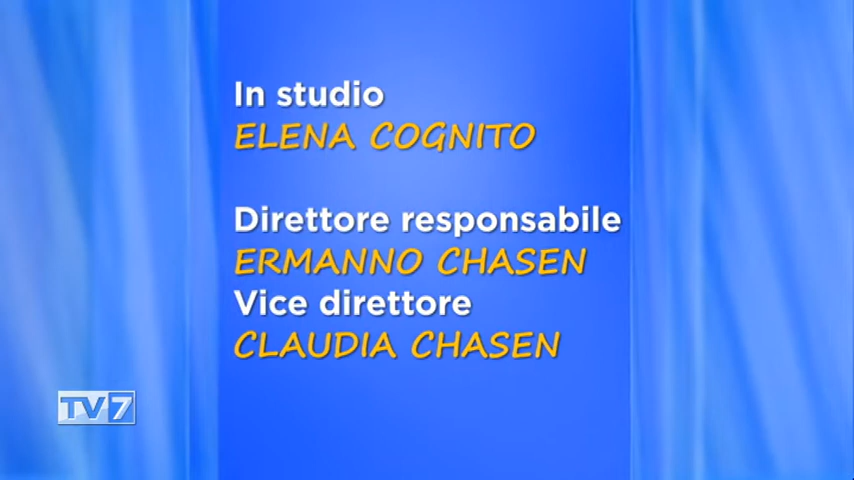 In studio
ELENA COGNITO
Direttore responsabile
ERMANNO CHASEN
Vice direttore
CLAUDIA CHASEN
TV7